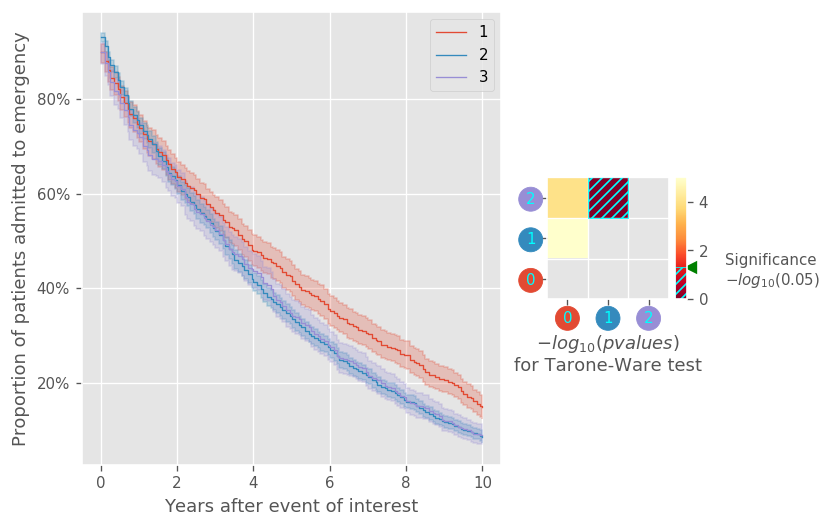 Proportion of patients admitted to emergency
80%
60%
40%
20%
0 2 4 6 8 10
Years after event of interest
1
2
3
2
1
0
0 1 2
−log₁₀(pvalues)
for Tarone-Ware test
4
2
0
Significance
−log₁₀(0.05)